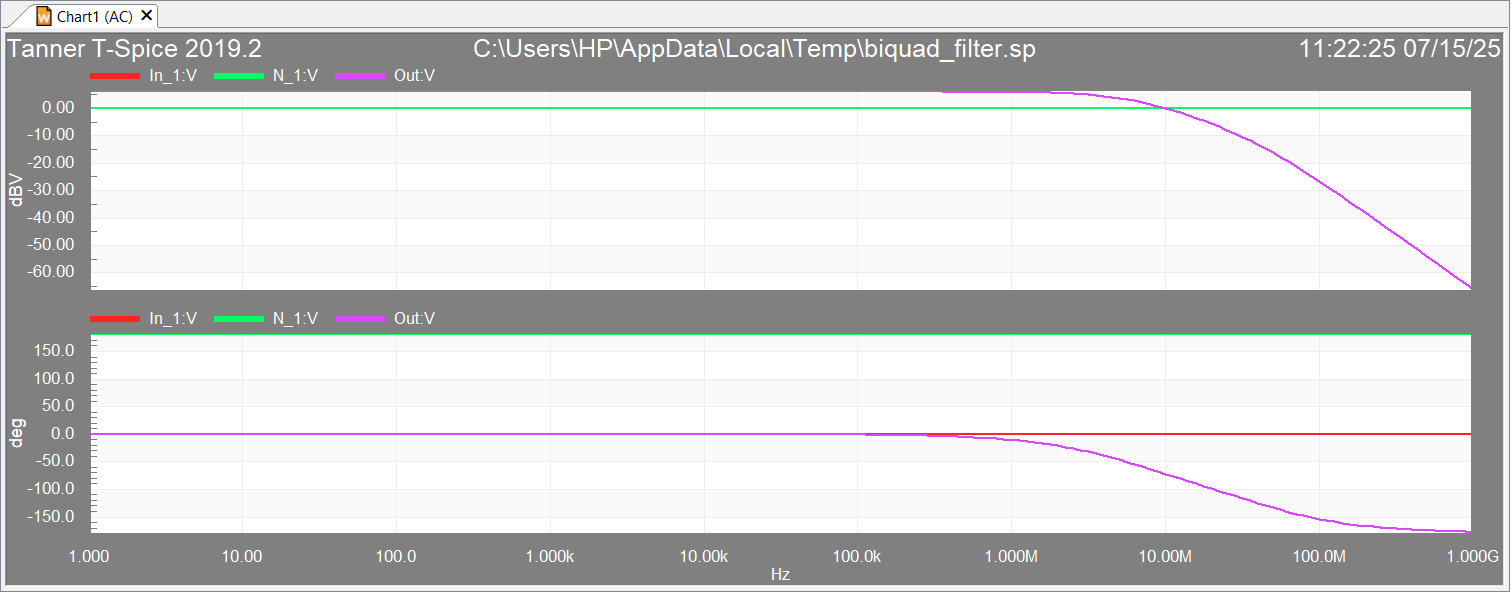 Chart1 (AC)
Tanner T-Spice 2019.2 C:\Users\HP\AppData\Local\Temp\biquad_filter.sp 11:22:25 07/15/25
In_1:V N_1:V Out:V
0.00
-10.00
-20.00
-30.00
-40.00
-50.00
-60.00
dBV
In_1:V N_1:V Out:V
150.0
100.0
50.0
0.0
-50.0
-100.0
-150.0
deg
1.000 10.00 100.0 1.000k 10.00k 100.0k 1.000M 10.00M 100.0M 1.000G
Hz